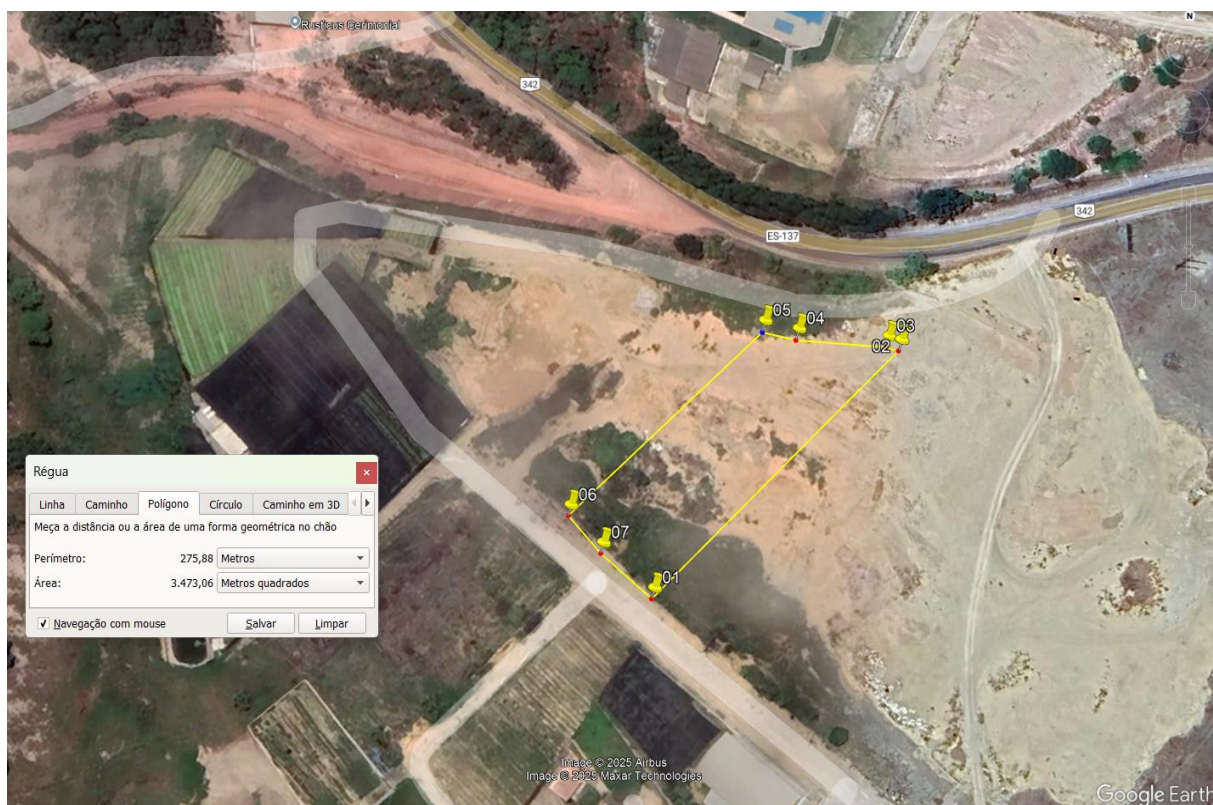 N
Rusticus Cerimonial
342
342
ES-137
05
04
03
02
06
07
01
Régua
Linha Caminho Polígono Círculo Caminho em 3D
Meça a distância ou a área de uma forma geométrica no chão
Perímetro: 275,88 Metros
Área: 3.473,06 Metros quadrados
Navegação com mouse Salvar Limpar
Image © 2025 Airbus
Image © 2025 Maxar Technologies
Google Earth